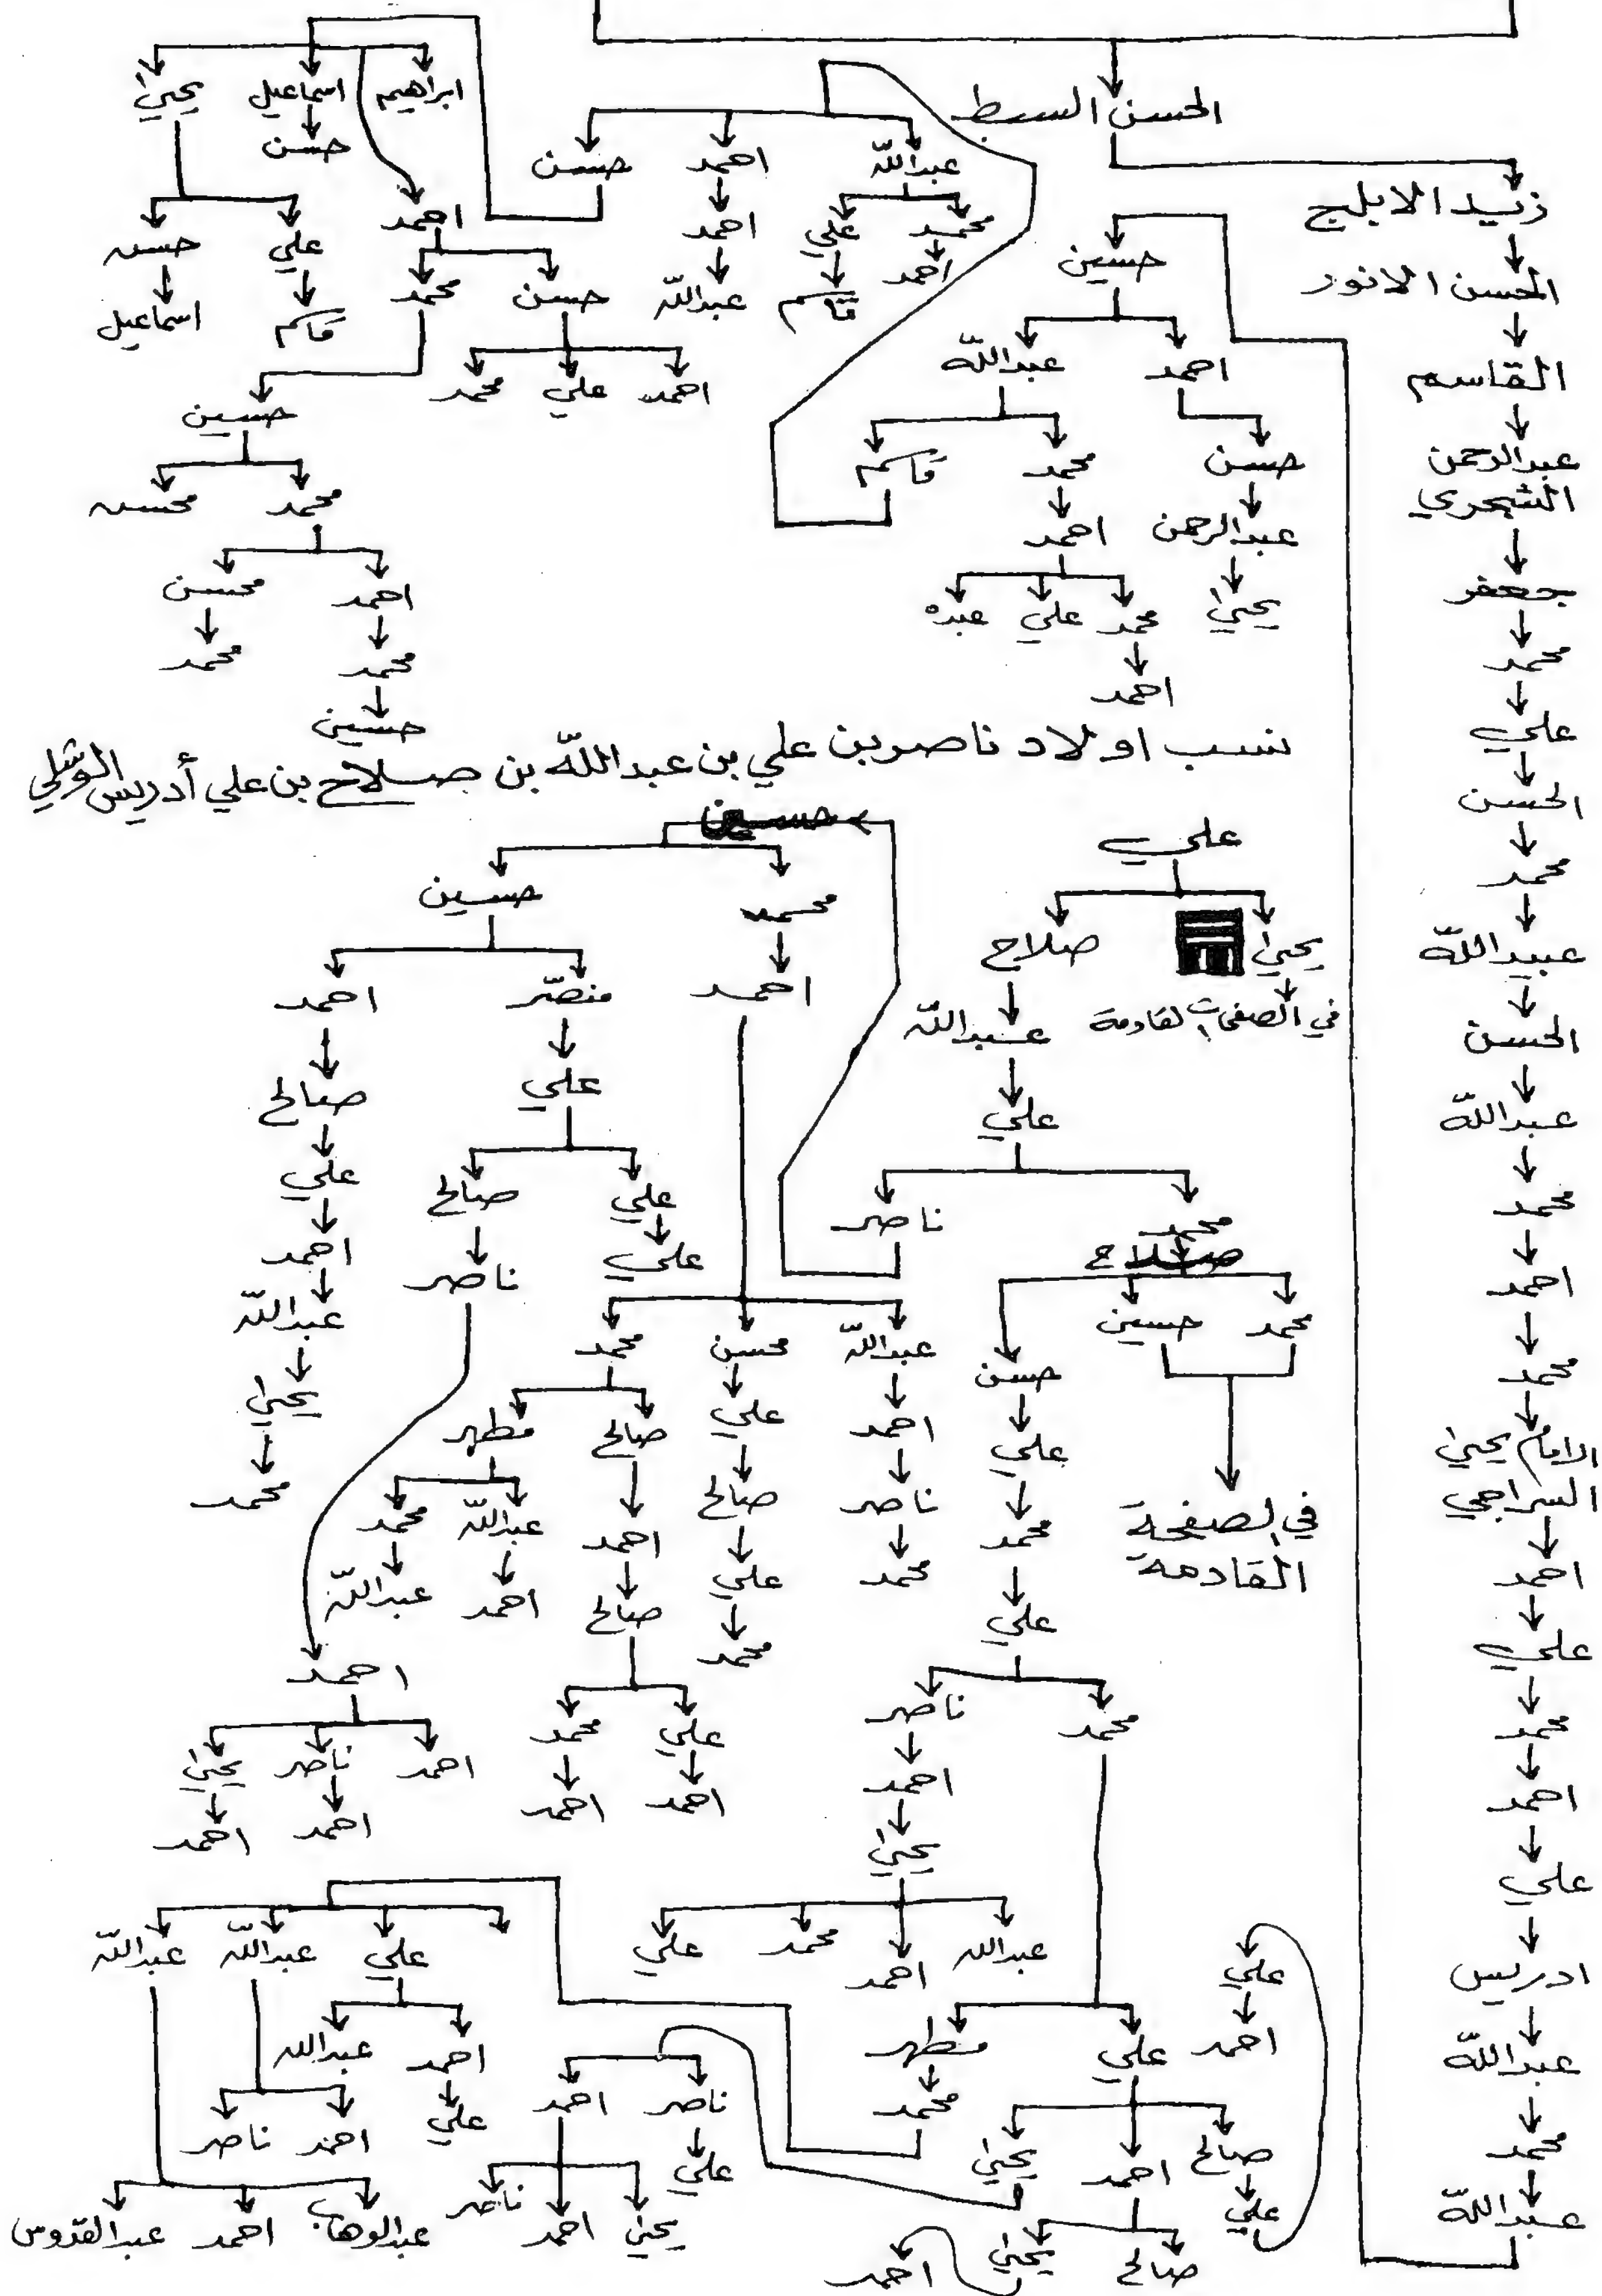 الحسن السبط
زيد الابلج
الحسن الانور
القاسم
عبدالرحمن
الشجري
جعفر
محمد
علي
الحسن
محمد
عبيدالله
الحسن
عبدالله
محمد
احمد
محمد
الامام يحيى
السراجي
احمد
علي
محمد
احمد
علي
ادريس
عبدالله
محمد
عبدالله
حسين
احمد عبدالله
حسن محمد قاسم
عبدالرحمن احمد
يحيى محمد علي عبده
احمد
عبدالله احمد حسن
محمد علي احمد
احمد قاسم عبدالله
ابراهيم اسماعيل يحيى
حسن
احمد علي حسن
حسن محمد قاسم اسماعيل
احمد علي محمد
حسين
محمد محسن
احمد محسن
محمد محمد
حسين
نسب اولاد ناصر بن علي بن عبدالله بن صلاح بن علي أدريس الوشلي
علي
يحيى صلاح
في الصفحات القادمة عبدالله
علي
محمد ناصر
صلاح
محمد حسين حسن
في الصفحة
القادمة
علي
محمد
علي
محمد ناصر
احمد
يحيى
عبدالله احمد محمد علي
حسين
محمد حسين
احمد منصر احمد
علي صالح
علي صالح علي
علي ناصر احمد
عبدالله
يحيى
محمد
عبدالله محسن محمد
احمد علي صالح مطهر
ناصر صالح احمد عبدالله محمد
محمد علي صالح احمد عبدالله
محمد
علي محمد
احمد احمد
احمد
احمد ناصر يحيى
احمد احمد
علي مطهر
محمد
صالح احمد يحيى
علي
علي
احمد
صالح يحيى
احمد
ناصر احمد
علي
يحيى احمد ناصر
علي عبدالله عبدالله
احمد عبدالله
علي
احمد ناصر
عبدالوهاب احمد عبدالقدوس